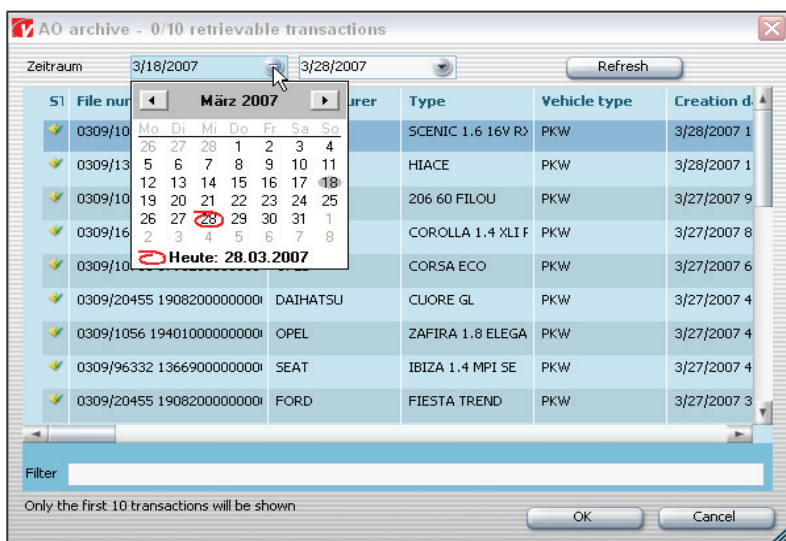 AO archive - 0/10 retrievable transactions
Zeitraum 3/18/2007 3/28/2007 Refresh
File nur urer Type Vehicle type Creation d
März 2007
Mo Di Mi Do Fr Sa So
26 27 28 1 2 3 4
5 6 7 8 9 10 11
12 13 14 15 16 17 18
19 20 21 22 23 24 25
26 27 28 29 30 31 1
2 3 4 5 6 7 8
Heute: 28.03.2007
0309/10 SCENIC 1.6 16V PKW 3/28/2007 1
0309/13 HIACE PKW 3/28/2007 1
0309/10 206 60 FILOU PKW 3/27/2007 9
0309/16 COROLLA 1.4 XLI F PKW 3/27/2007 8
0309/10 CORSA ECO PKW 3/27/2007 6
0309/20455 1908200000000 DAIHATSU CUORE GL PKW 3/27/2007 4
0309/1056 19401000000000 OPEL ZAFIRA 1.8 ELEGA PKW 3/27/2007 4
0309/96332 1366900000000 SEAT IBIZA 1.4 MPI SE PKW 3/27/2007 4
0309/20455 1908200000000 FORD FIESTA TREND PKW 3/27/2007 3
Filter
Only the first 10 transactions will be shown
OK Cancel